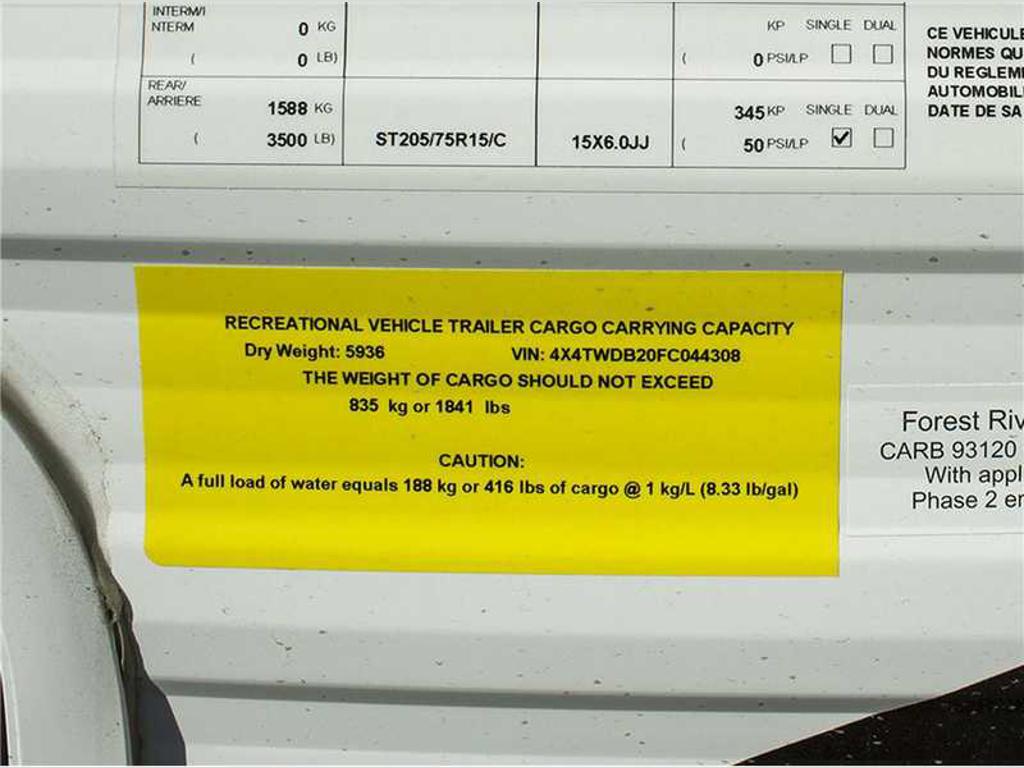 INTERM/I
NTERM
0 KG
( 0 LB)
KP SINGLE DUAL
( 0 PSI/LP
REAR/
ARRIERE
1588 KG
( 3500 LB)
ST205/75R15/C
15X6.0JJ
345 KP SINGLE DUAL
( 50 PSI/LP
CE VEHICULE
NORMES QU
DU REGLEM
AUTOMOBIL
DATE DE SA
RECREATIONAL VEHICLE TRAILER CARGO CARRYING CAPACITY
Dry Weight: 5936 VIN: 4X4TWDB20FC044308
THE WEIGHT OF CARGO SHOULD NOT EXCEED
835 kg or 1841 lbs
CAUTION:
A full load of water equals 188 kg or 416 lbs of cargo @ 1 kg/L (8.33 lb/gal)
Forest Riv
CARB 93120
With appl
Phase 2 er